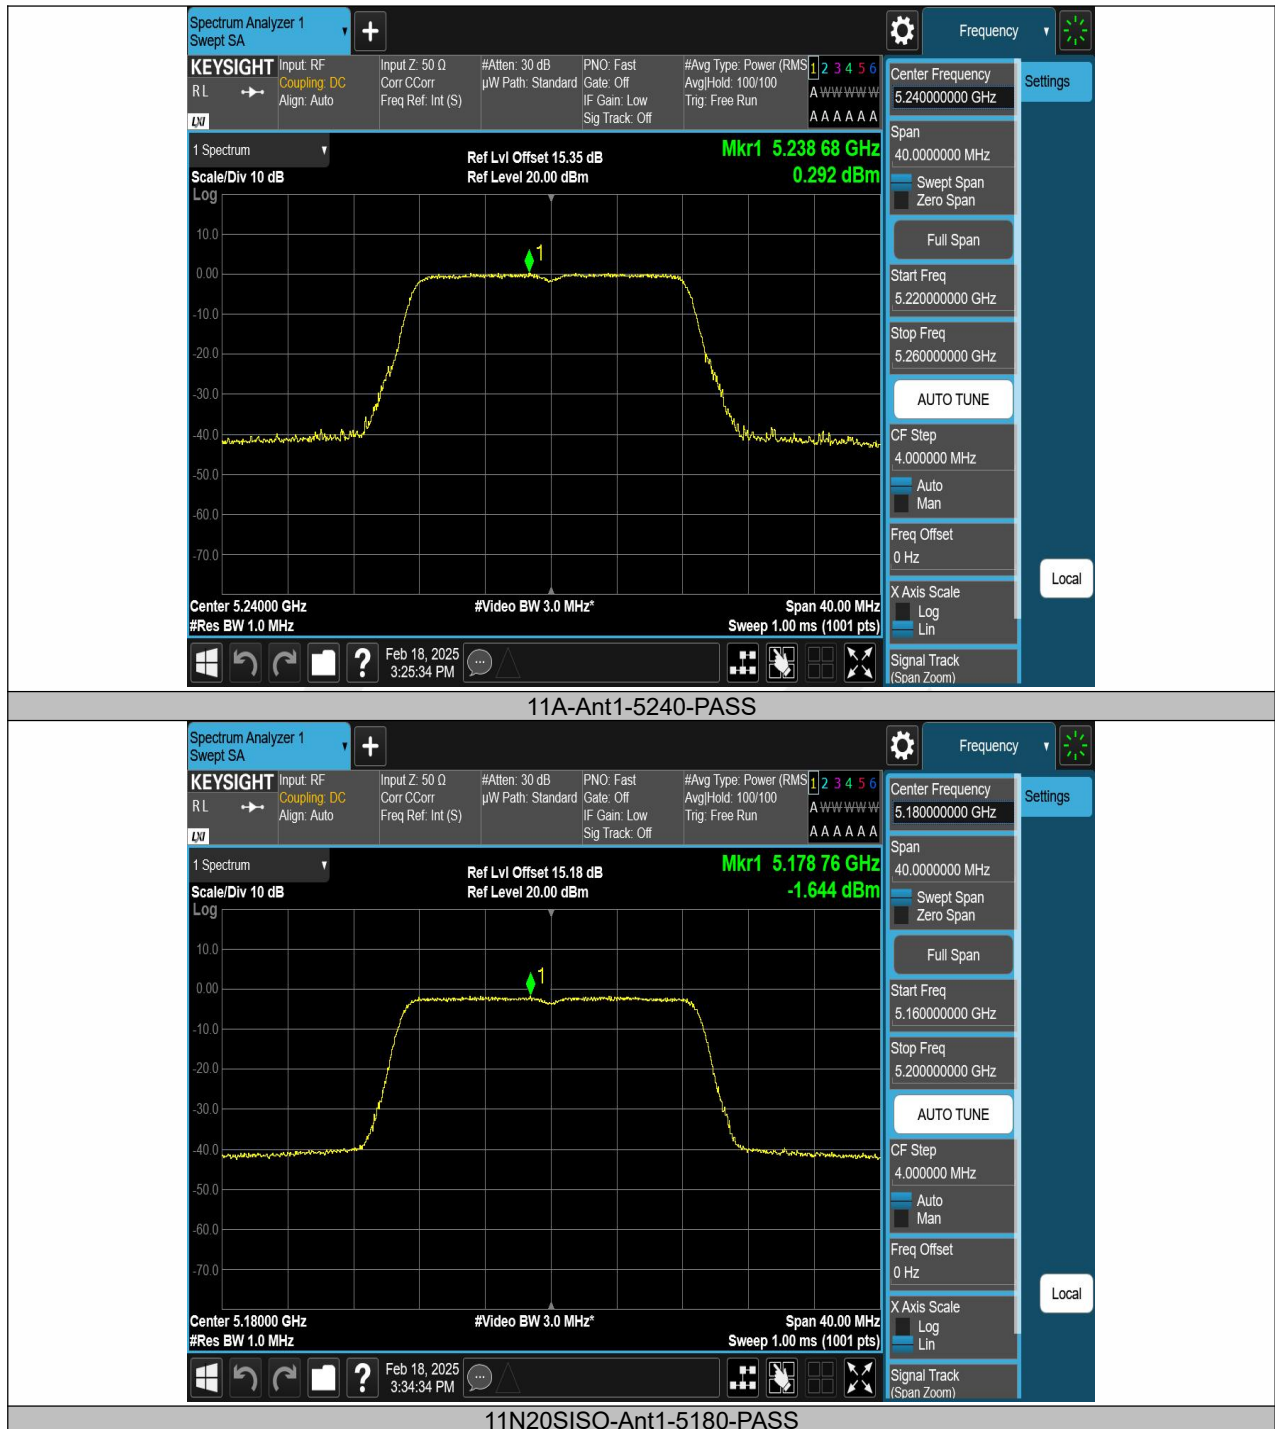 Spectrum Analyzer 1
Swept SA
Frequency
KEYSIGHT
R L
LXI
Input: RF
Coupling: DC
Align: Auto
Input Z: 50 Ω
Corr CCorr
Freq Ref: Int (S)
#Atten: 30 dB
µW Path: Standard
PNO: Fast
Gate: Off
IF Gain: Low
Sig Track: Off
#Avg Type: Power (RMS
Avg|Hold: 100/100
Trig: Free Run
1 2 3 4 5 6
A W W W W W
A A A A A A
1 Spectrum
Scale/Div 10 dB
Ref Lvl Offset 15.35 dB
Ref Level 20.00 dBm
Mkr1 5.238 68 GHz
0.292 dBm
Log
10.0
0.00
-10.0
-20.0
-30.0
-40.0
-50.0
-60.0
-70.0
1
Center 5.24000 GHz
#Res BW 1.0 MHz
#Video BW 3.0 MHz*
Span 40.00 MHz
Sweep 1.00 ms (1001 pts)
Feb 18, 2025
3:25:34 PM
Center Frequency
5.240000000 GHz
Settings
Span
40.0000000 MHz
Swept Span
Zero Span
Full Span
Start Freq
5.220000000 GHz
Stop Freq
5.260000000 GHz
AUTO TUNE
CF Step
4.000000 MHz
Auto
Man
Freq Offset
0 Hz
X Axis Scale
Log
Lin
Local
Signal Track
(Span Zoom)
11A-Ant1-5240-PASS
Spectrum Analyzer 1
Swept SA
Frequency
KEYSIGHT
R L
LXI
Input: RF
Coupling: DC
Align: Auto
Input Z: 50 Ω
Corr CCorr
Freq Ref: Int (S)
#Atten: 30 dB
µW Path: Standard
PNO: Fast
Gate: Off
IF Gain: Low
Sig Track: Off
#Avg Type: Power (RMS
Avg|Hold: 100/100
Trig: Free Run
1 2 3 4 5 6
A W W W W W
A A A A A A
1 Spectrum
Scale/Div 10 dB
Ref Lvl Offset 15.18 dB
Ref Level 20.00 dBm
Mkr1 5.178 76 GHz
-1.644 dBm
Log
10.0
0.00
-10.0
-20.0
-30.0
-40.0
-50.0
-60.0
-70.0
1
Center 5.18000 GHz
#Res BW 1.0 MHz
#Video BW 3.0 MHz*
Span 40.00 MHz
Sweep 1.00 ms (1001 pts)
Feb 18, 2025
3:34:34 PM
Center Frequency
5.180000000 GHz
Settings
Span
40.0000000 MHz
Swept Span
Zero Span
Full Span
Start Freq
5.160000000 GHz
Stop Freq
5.200000000 GHz
AUTO TUNE
CF Step
4.000000 MHz
Auto
Man
Freq Offset
0 Hz
X Axis Scale
Log
Lin
Local
Signal Track
(Span Zoom)
11N20SISO-Ant1-5180-PASS